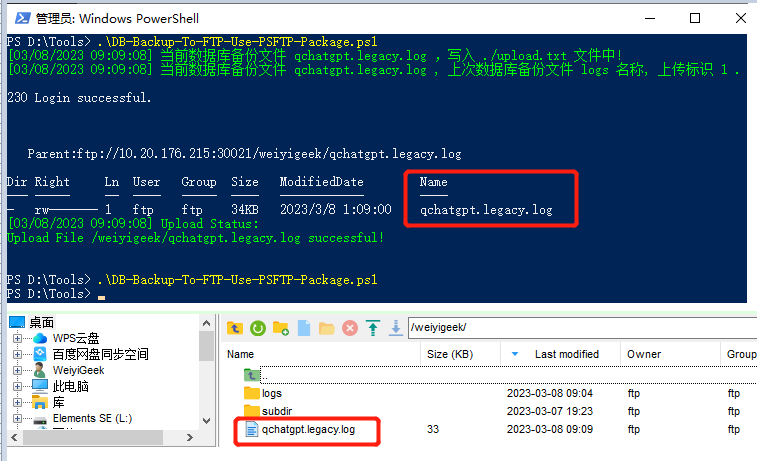 管理员: Windows PowerShell
PS D:\Tools> .\DB-Backup-To-FTP-Use-PSFTP-Package.ps1
[03/08/2023 09:09:08] 当前数据库备份文件 qchatgpt.legacy.log ，写入 ./upload.txt 文件中!
[03/08/2023 09:09:08] 当前数据库备份文件 qchatgpt.legacy.log ，上次数据库备份文件 logs 名称，上传标识 1 .
230 Login successful.
Parent:ftp://10.20.176.215:30021/weiyigeek/qchatgpt.legacy.log
Dir Right Ln User Group Size ModifiedDate Name
- rw------- 1 ftp ftp 34KB 2023/3/8 1:09:00 qchatgpt.legacy.log
[03/08/2023 09:09:08] Upload Status:
Upload File /weiyigeek/qchatgpt.legacy.log successful!
PS D:\Tools> .\DB-Backup-To-FTP-Use-PSFTP-Package.ps1
PS D:\Tools>
桌面
WPS云盘
百度网盘同步空间
WeiyiGeek
此电脑
库
Elements SE (L:)
/weiyigeek/
Name Size (KB) Last modified Owner Group
..
logs 2023-03-08 09:04 ftp ftp
subdir 2023-03-07 19:23 ftp ftp
qchatgpt.legacy.log 33 2023-03-08 09:09 ftp ftp